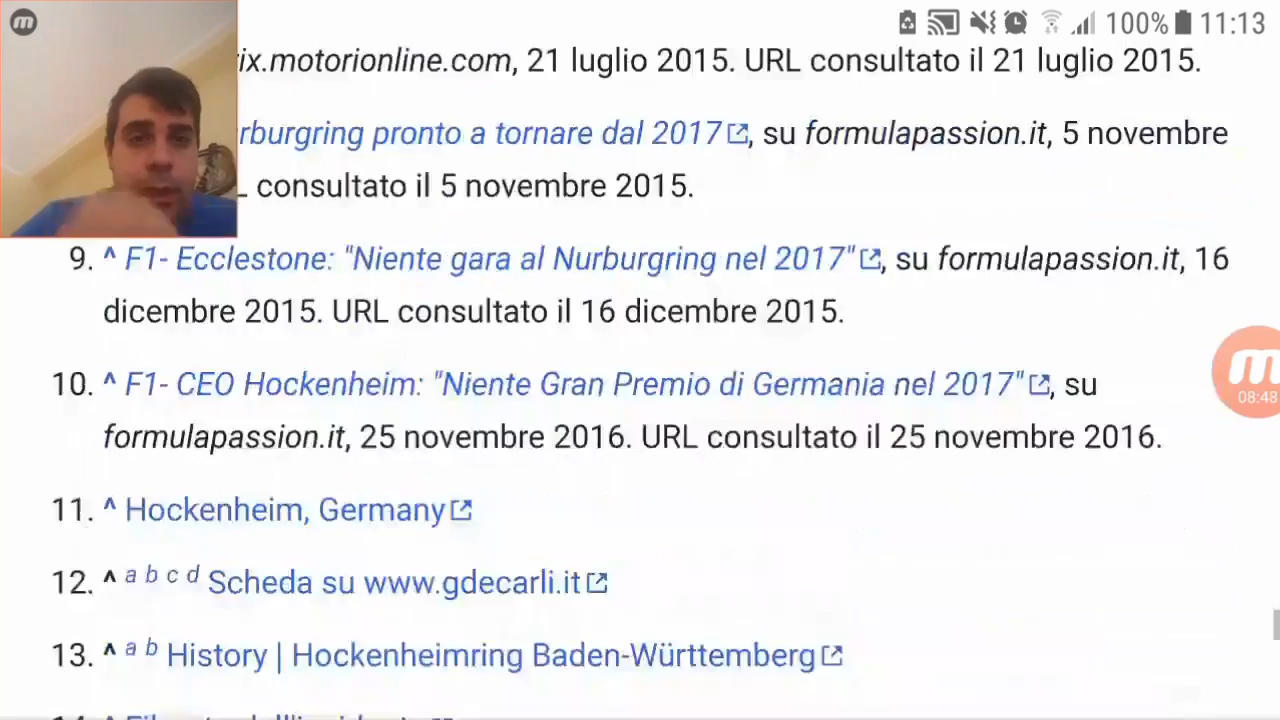 100% 11:13
ix.motorionline.com, 21 luglio 2015. URL consultato il 21 luglio 2015.
rburgring pronto a tornare dal 2017, su formulapassion.it, 5 novembre
consultato il 5 novembre 2015.
9. ^ F1- Ecclestone: "Niente gara al Nurburgring nel 2017", su formulapassion.it, 16
dicembre 2015. URL consultato il 16 dicembre 2015.
10. ^ F1- CEO Hockenheim: "Niente Gran Premio di Germania nel 2017", su
formulapassion.it, 25 novembre 2016. URL consultato il 25 novembre 2016.
08:48
11. ^ Hockenheim, Germany
12. ^ a b c d Scheda su www.gdecarli.it
13. ^ a b History | Hockenheimring Baden-Württemberg